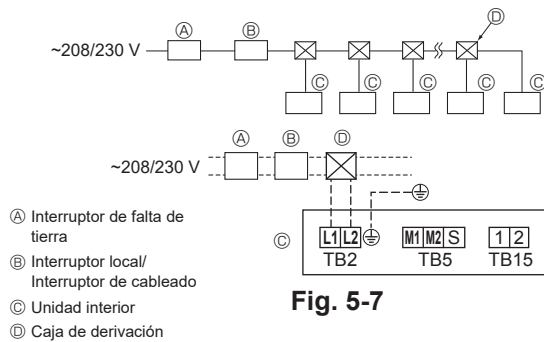 Ⓐ Ⓑ Ⓓ
~208/230 V
Ⓒ Ⓒ Ⓒ Ⓒ Ⓒ
Ⓐ Ⓑ Ⓓ
~208/230 V
Ⓐ Interruptor de falta de
tierra
Ⓑ Interruptor local/
Interruptor de cableado
Ⓒ Unidad interior
Ⓓ Caja de derivación
Ⓒ L1 L2 M1 M2 S 1 2
TB2 TB5 TB15
Fig. 5-7